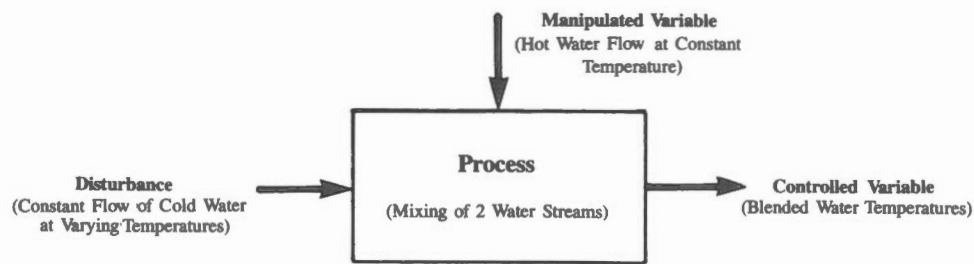 Manipulated Variable
(Hot Water Flow at Constant
Temperature)
Process
(Mixing of 2 Water Streams)
Disturbance
(Constant Flow of Cold Water
at Varying Temperatures)
Controlled Variable
(Blended Water Temperatures)